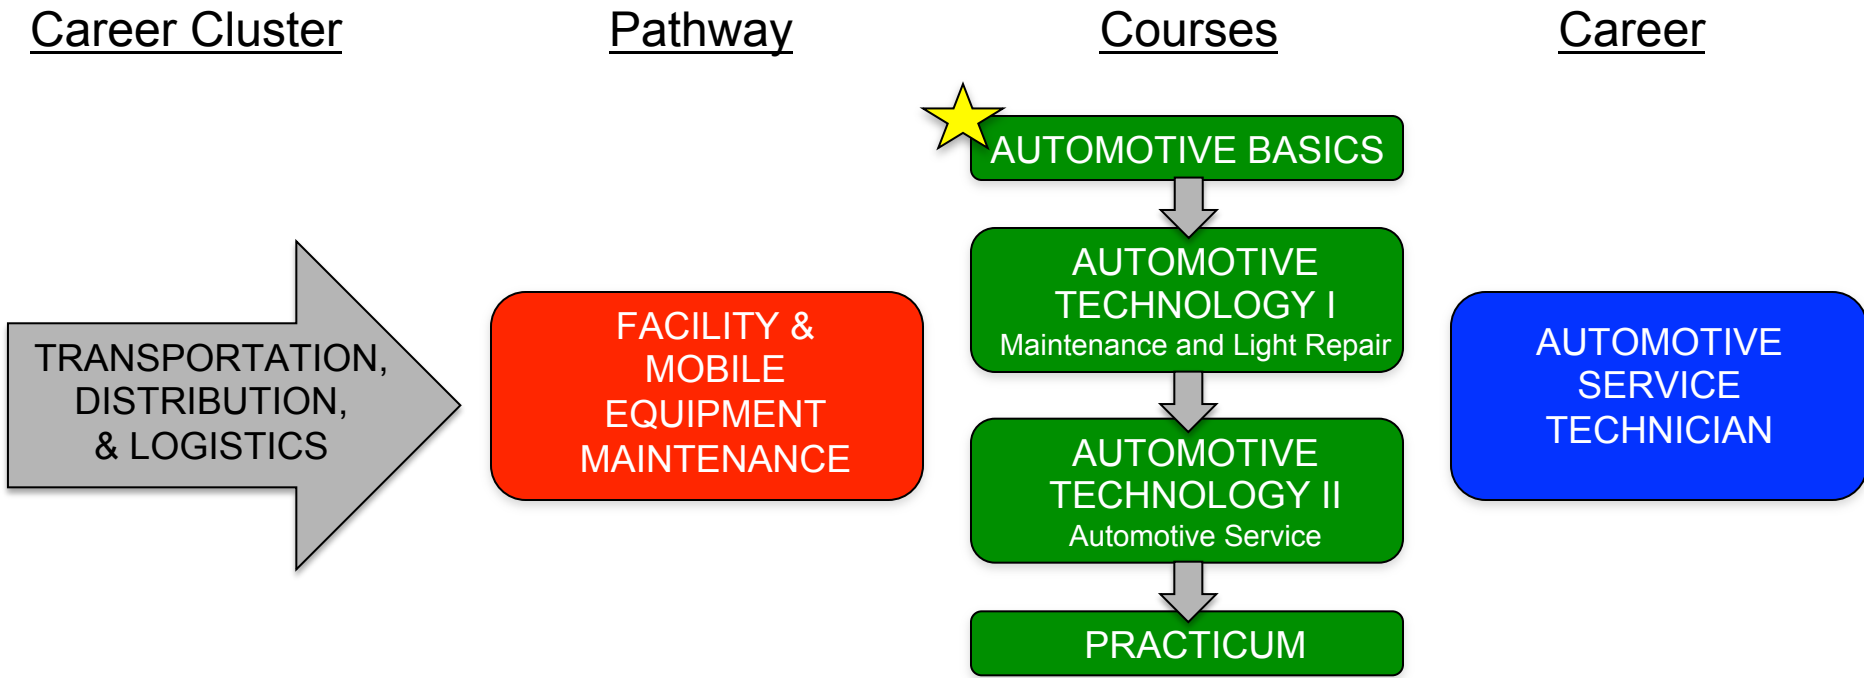 Career Cluster
Pathway
Courses
Career
TRANSPORTATION,
DISTRIBUTION,
& LOGISTICS
FACILITY &
MOBILE
EQUIPMENT
MAINTENANCE
AUTOMOTIVE BASICS
AUTOMOTIVE
TECHNOLOGY I
Maintenance and Light Repair
AUTOMOTIVE
TECHNOLOGY II
Automotive Service
PRACTICUM
AUTOMOTIVE
SERVICE
TECHNICIAN